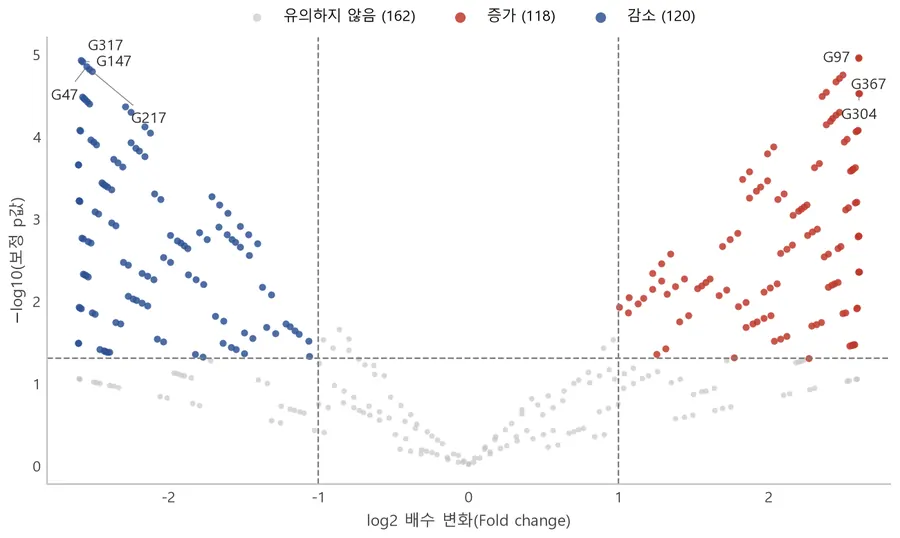 유의하지 않음 (162)
증가 (118)
감소 (120)
G317
G147
G47
G217
G97
G367
G304
5
4
3
2
1
0
-2
-1
0
1
2
−log10(보정 p값)
log2 배수 변화(Fold change)